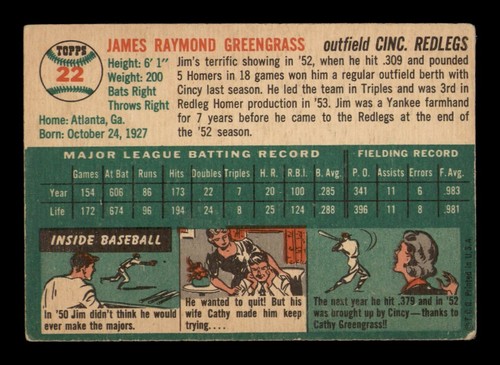 TOPPS
22
JAMES RAYMOND GREENGRASS outfield CINC. REDLEGS
Height: 6' 1"
Weight: 200
Bats Right
Throws Right
Home: Atlanta, Ga.
Born: October 24, 1927
Jim's terrific showing in '52, when he hit .309 and pounded
5 Homers in 18 games won him a regular outfield berth with
Cincy last season. He led the team in Triples and was 3rd in
Redleg Homer production in '53. Jim was a Yankee farmhand
for 7 years before he came to the Redlegs at the end of
the '52 season.
MAJOR LEAGUE BATTING RECORD FIELDING RECORD
Games At Bat Runs Hits Doubles Triples H. R. R.B.I. B. Avg. P. O. Assists Errors F. Avg.
Year 154 606 86 173 22 7 20 100 .285 341 11 6 .983
Life 172 674 96 194 24 8 25 124 .288 396 11 8 .981
INSIDE BASEBALL
In '50 Jim didn't think he would
ever make the majors.
He wanted to quit! But his
wife Cathy made him keep
trying....
The next year he hit .379 and in '52
was brought up by Cincy—thanks to
Cathy Greengrass!!
T.C.G. Printed in U.S.A.